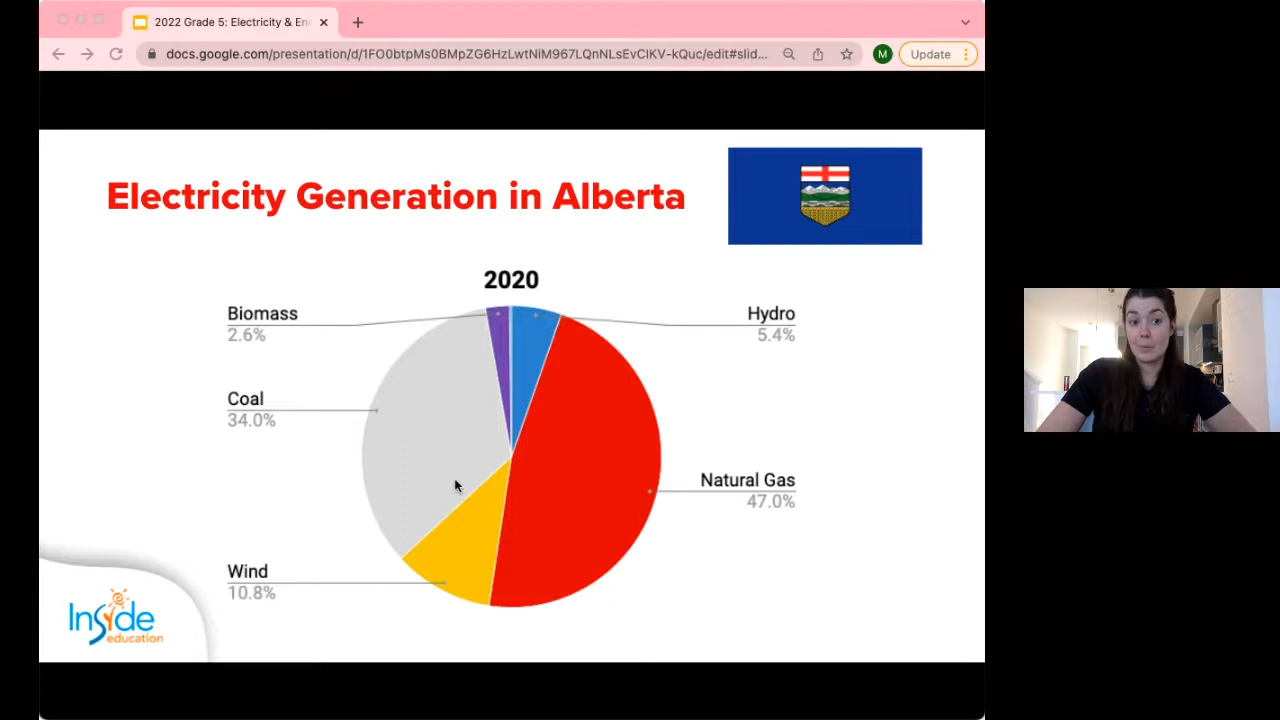 2022 Grade 5: Electricity & En
docs.google.com/presentation/d/1FO0btpMs0BMpZG6HzLwtNiM967LQnNLsEvCIKV-kQuc/edit#slid...
M
Update
Electricity Generation in Alberta
2020
Biomass
2.6%
Hydro
5.4%
Coal
34.0%
Natural Gas
47.0%
Wind
10.8%
Inside
education